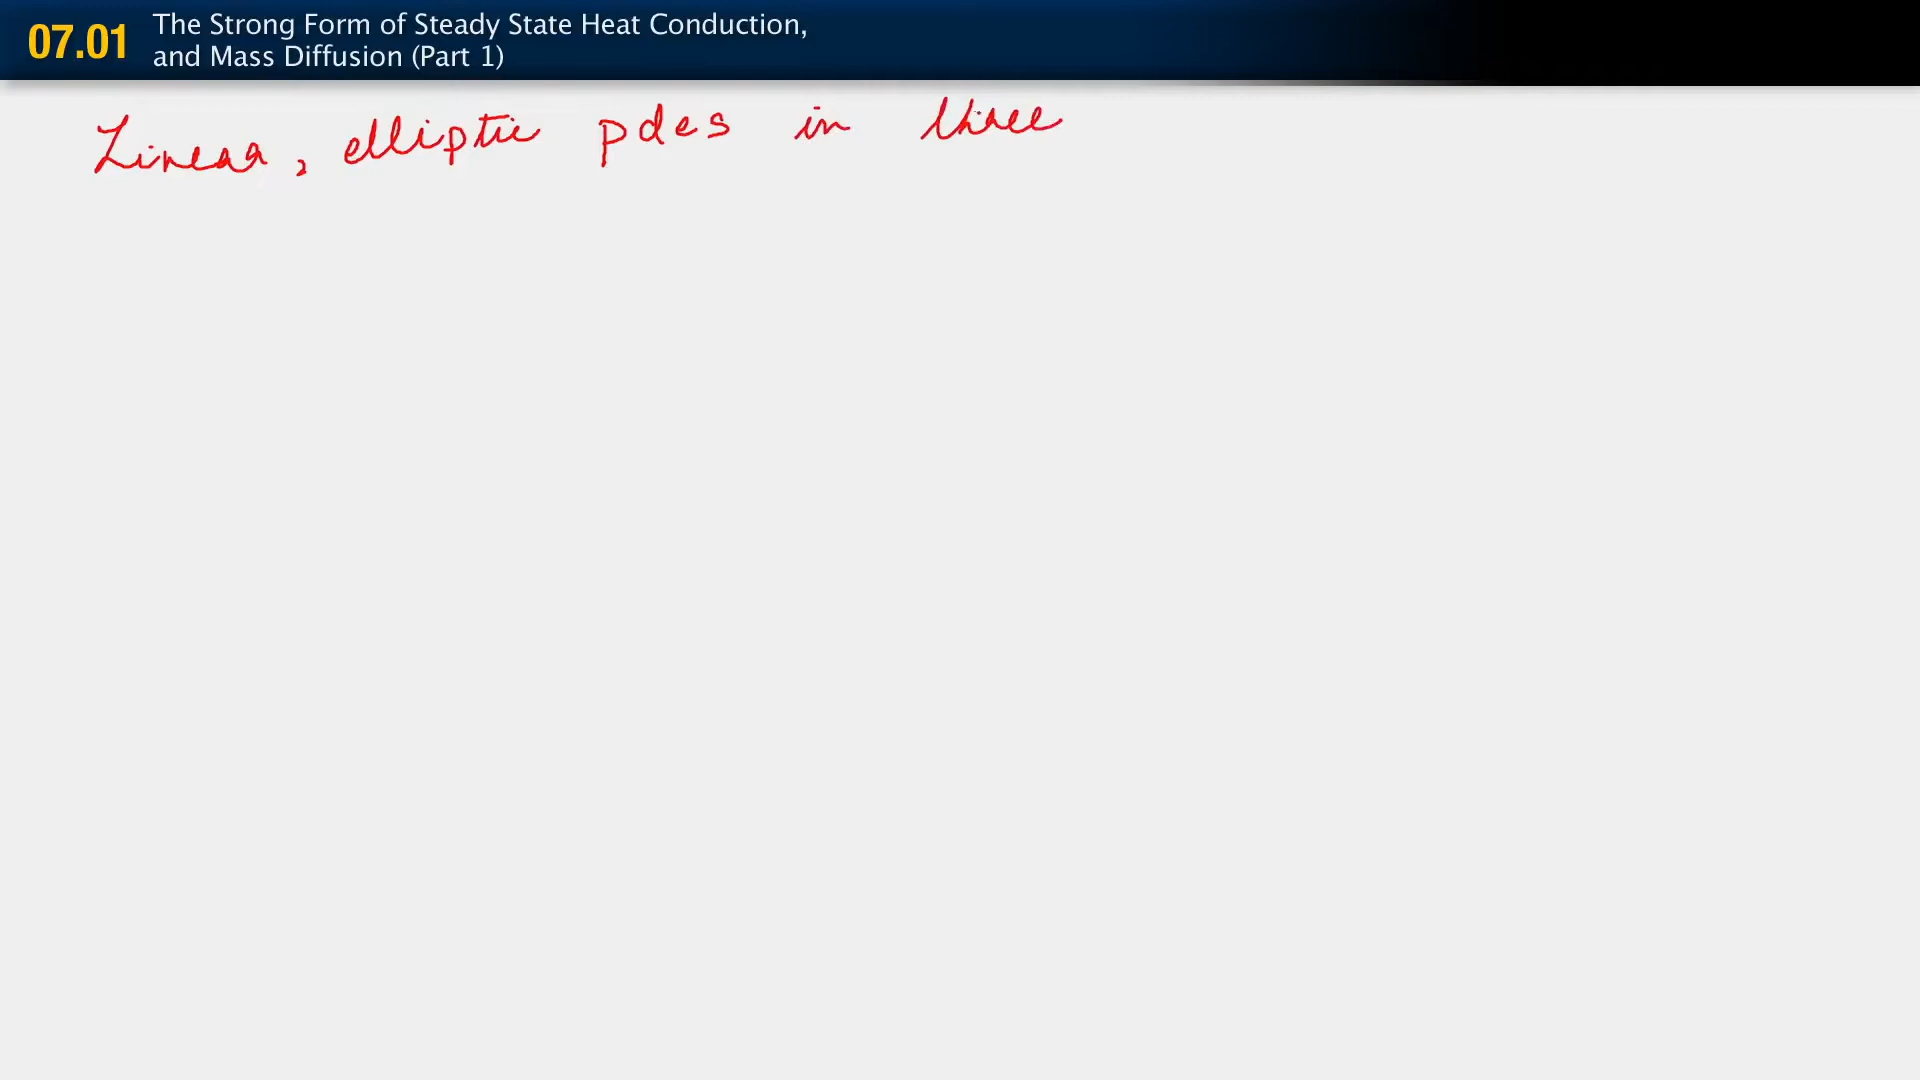 07.01
The Strong Form of Steady State Heat Conduction,
and Mass Diffusion (Part 1)
Linear, elliptic pdes in three